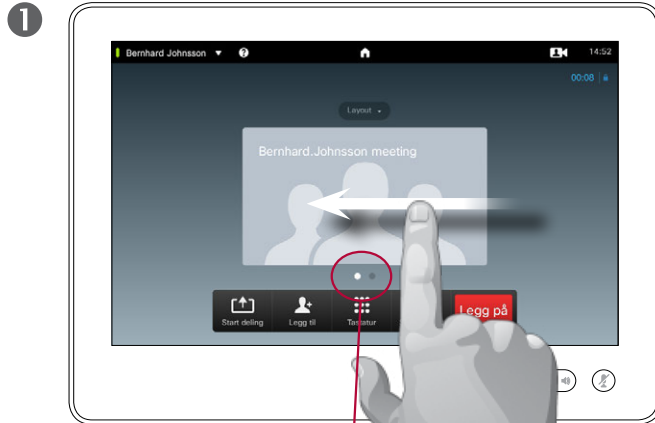 1
Bernhard Johnsson ? 14:52
00:08
Layout
Bernhard.Johnsson meeting
Start deling Legg til Tastatur Legg på